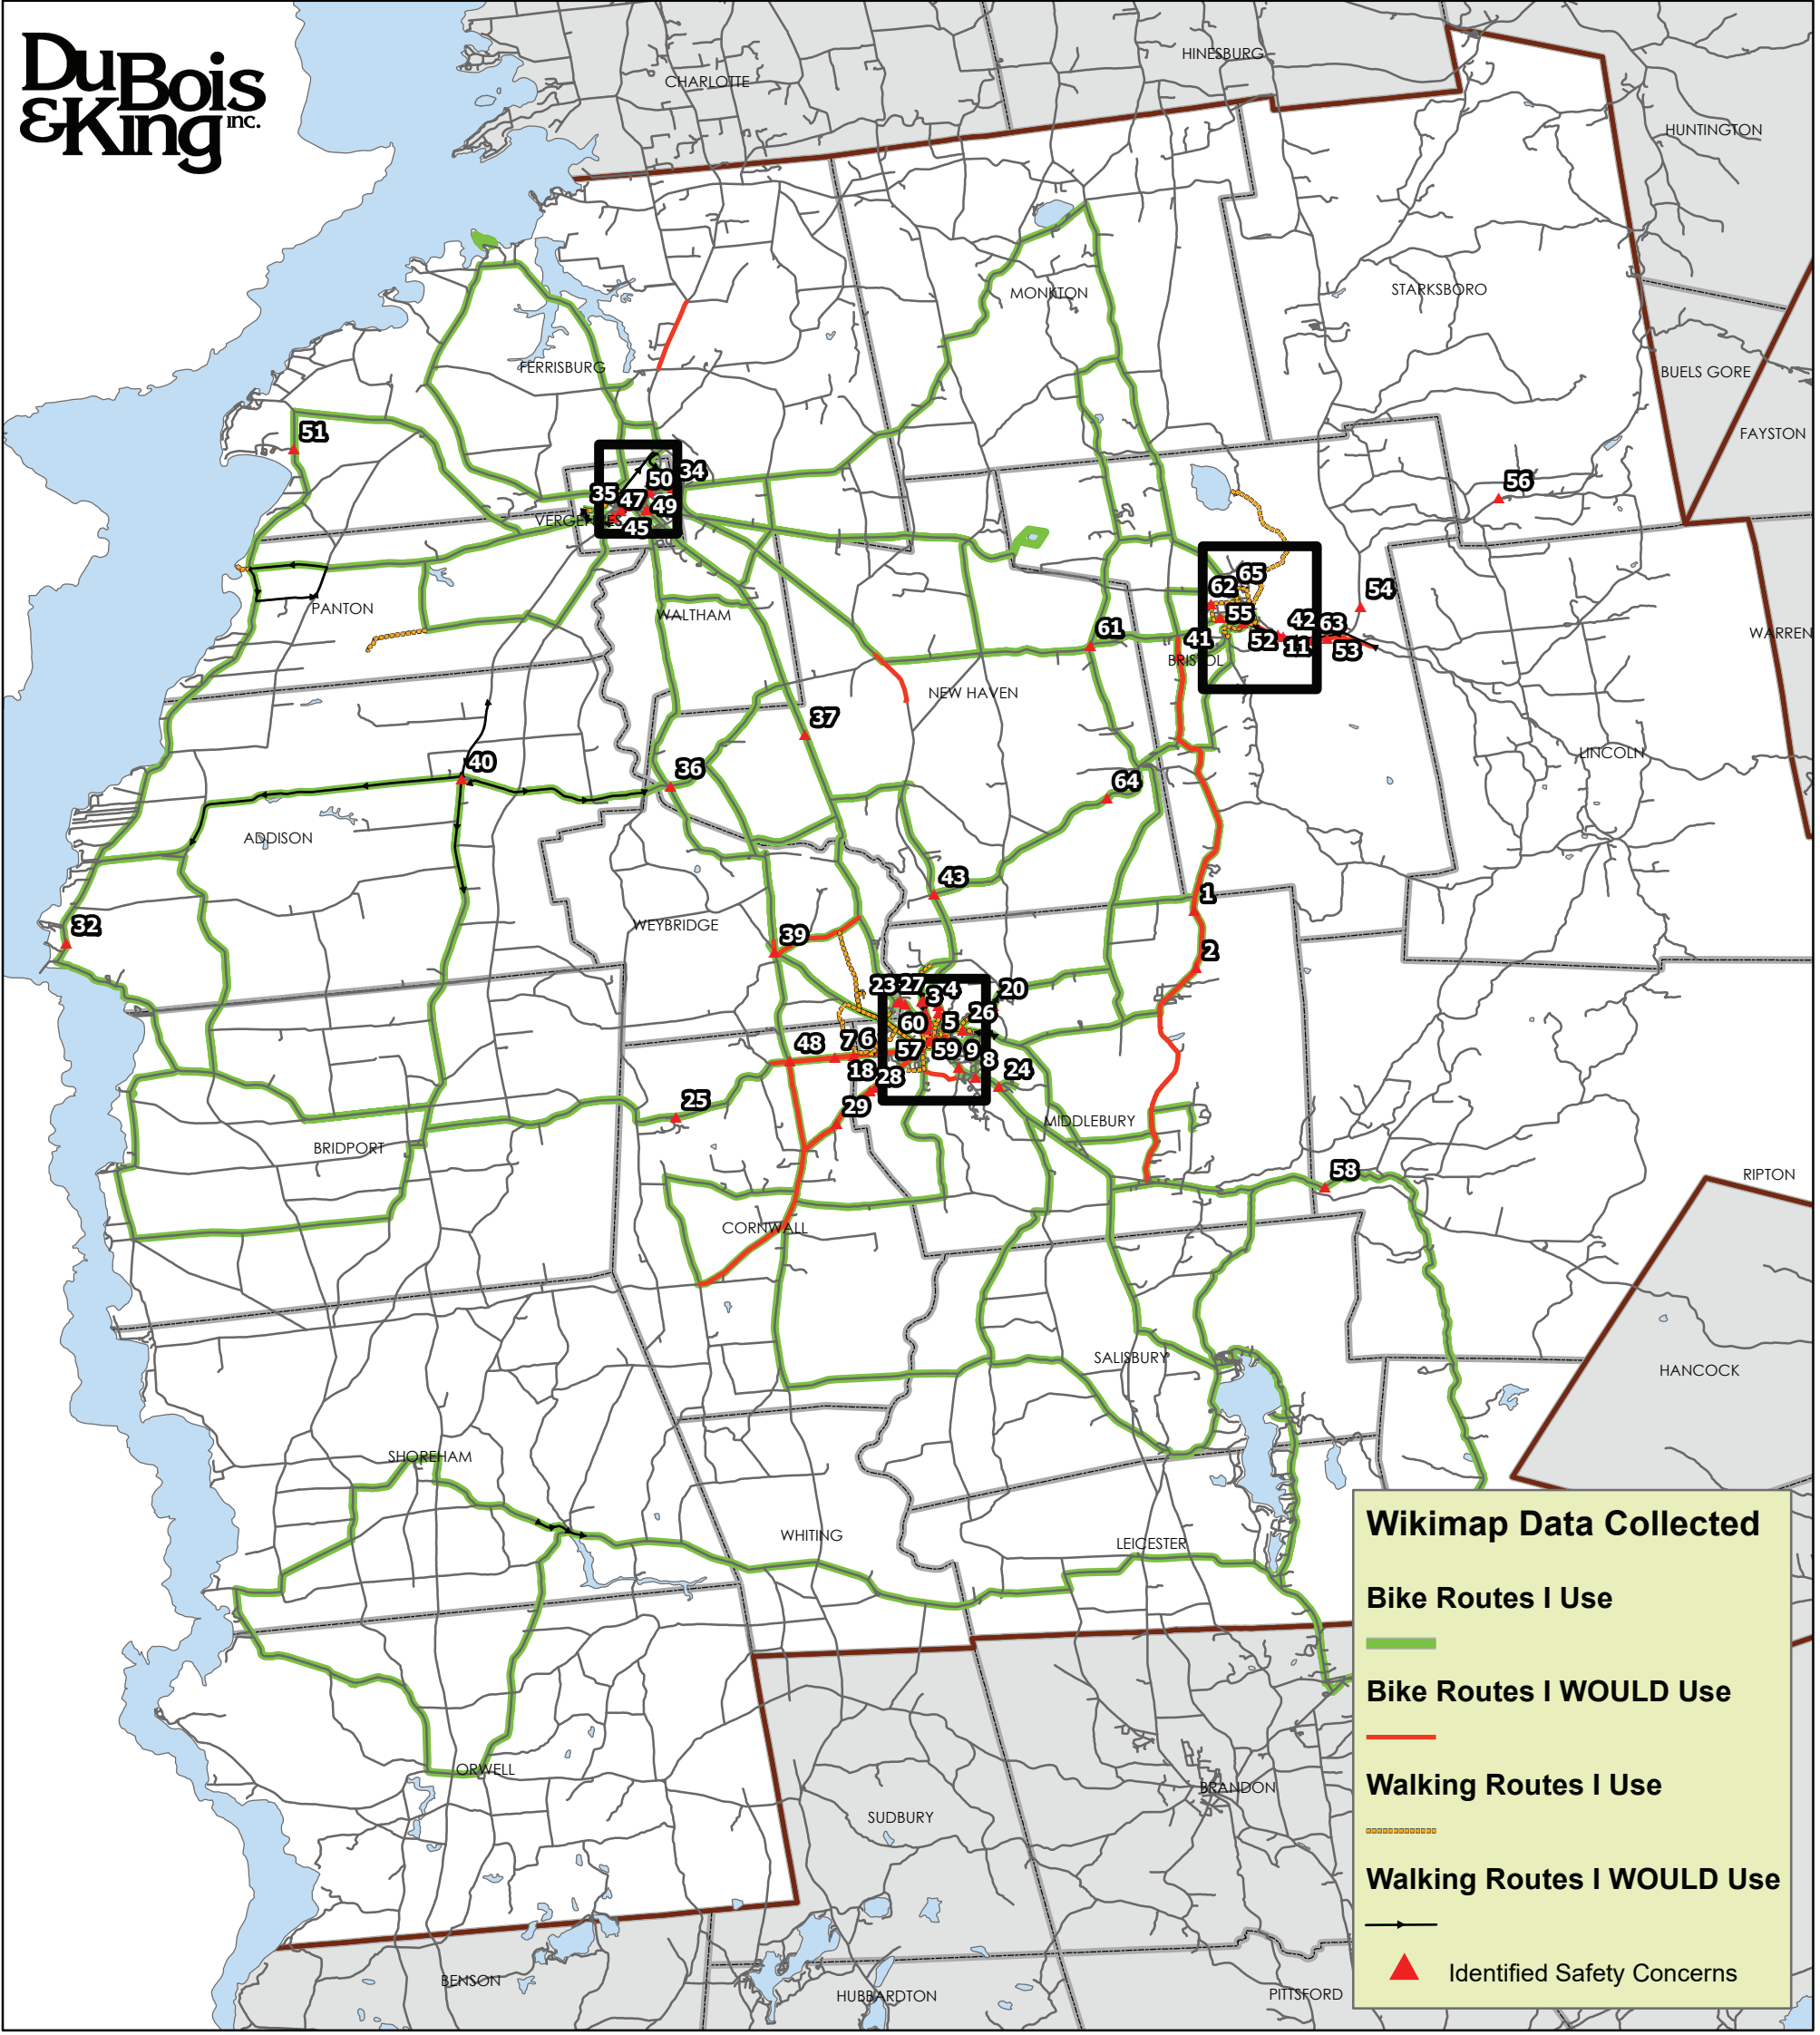 DuBois
&King inc.
HINESBURG
CHARLOTTE
HUNTINGTON
MONKTON
STARKSBORO
FERRISBURG
BUELS GORE
FAYSTON
51
34
50
35
47
49
45
VERGENNES
56
PANTON
WALTHAM
65
62
55
54
42
63
61
41
52
11
53
WARREN
BRISTOL
NEW HAVEN
37
40
36
64
LINCOLN
ADDISON
43
1
32
WEYBRIDGE
39
2
23
27
4
20
3
26
60
5
48
7
6
57
59
9
8
18
28
24
25
29
MIDDLEBURY
BRIDPORT
58
RIPTON
CORNWALL
SALISBURY
HANCOCK
SHOREHAM
WHITING
LEICESTER
ORWELL
SUDBURY
BRANDON
BENSON
HUBBARDTON
PITTSFORD
Wikimap Data Collected
Bike Routes I Use
Bike Routes I WOULD Use
Walking Routes I Use
Walking Routes I WOULD Use
Identified Safety Concerns